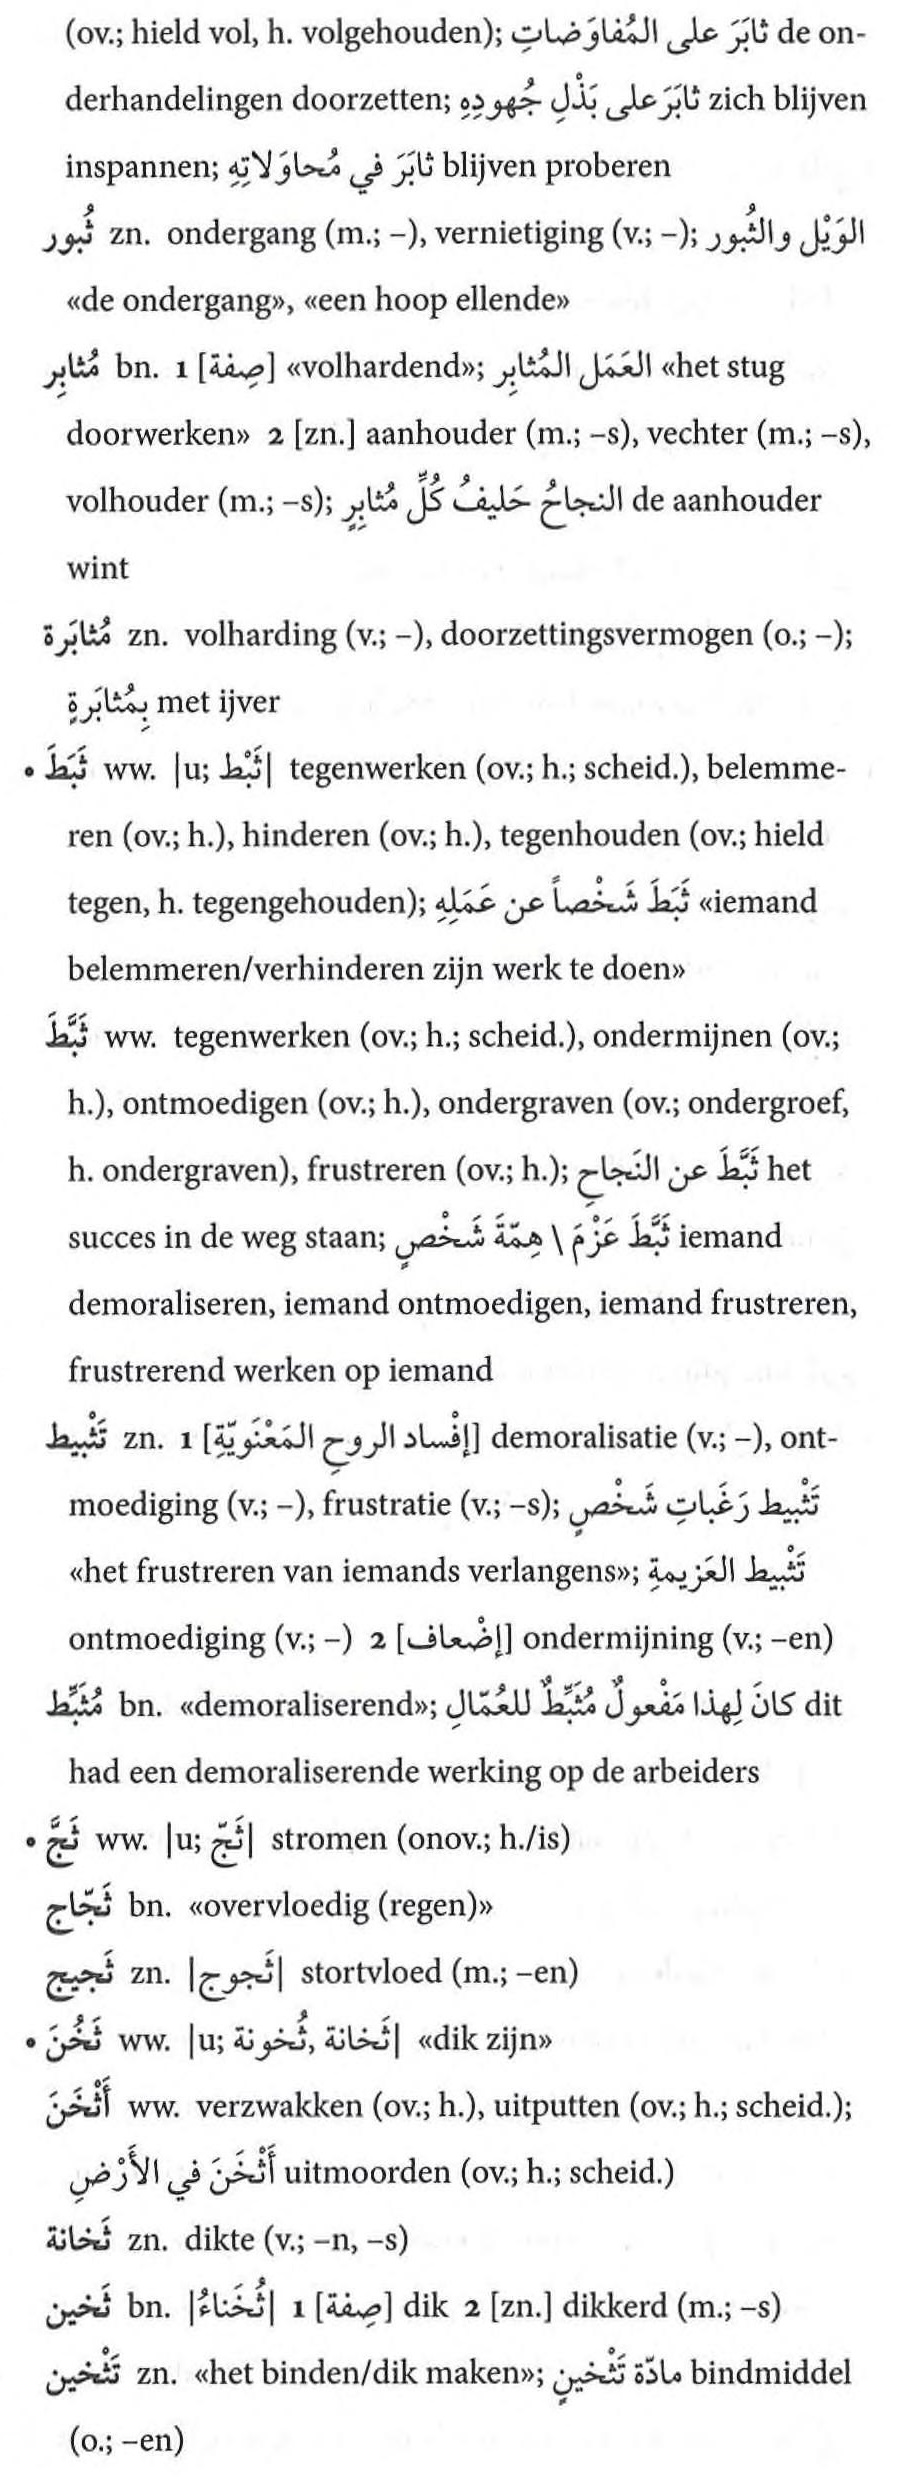 (ov.; hield vol, h. volgehouden); ثابَرَ على المُفاوَضاتِ de on-
derhandelingen doorzetten; ثابَرَ على بَذْلِ جُهودِهِ zich blijven
inspannen; ثابَرَ في مُحاوَلاتِهِ blijven proberen
ثُبور zn. ondergang (m.; –), vernietiging (v.; –); الوَيْل والثُبور
«de ondergang», «een hoop ellende»
مُثابِر bn. 1 [صِفة] «volhardend»; العَمَل المُثابِر «het stug
doorwerken» 2 [zn.] aanhouder (m.; –s), vechter (m.; –s),
volhouder (m.; –s); النجاحُ حَليفُ كُلِّ مُثابِرٍ de aanhouder
wint
مُثابَرة zn. volharding (v.; –), doorzettingsvermogen (o.; –);
بِمُثابَرةٍ met ijver
• ثَبَطَ ww. |u; ثَبْط| tegenwerken (ov.; h.; scheid.), belemme-
ren (ov.; h.), hinderen (ov.; h.), tegenhouden (ov.; hield
tegen, h. tegengehouden); ثَبَطَ شَخْصاً عن عَمَلِهِ «iemand
belemmeren/verhinderen zijn werk te doen»
ثَبَّطَ ww. tegenwerken (ov.; h.; scheid.), ondermijnen (ov.;
h.), ontmoedigen (ov.; h.), ondergraven (ov.; ondergroef,
h. ondergraven), frustreren (ov.; h.); ثَبَّطَ عن النَجاحِ het
succes in de weg staan; ثَبَّطَ عَزْمَ \ هِمّةَ شَخْصٍ iemand
demoraliseren, iemand ontmoedigen, iemand frustreren,
frustrerend werken op iemand
تَثْبيط zn. 1 [إفْساد الروحِ المَعْنَويّةِ] demoralisatie (v.; –), ont-
moediging (v.; –), frustratie (v.; –s); تَثْبيط رَغَباتِ شَخْصٍ
«het frustreren van iemands verlangens»; تَثْبيط العَزيمةِ
ontmoediging (v.; –) 2 [إضْعاف] ondermijning (v.; –en)
مُثَبِّط bn. «demoraliserend»; كانَ لِهذا مَفْعولٌ مُثَبِّطٌ للعُمّالِ dit
had een demoraliserende werking op de arbeiders
• ثَجَّ ww. |u; ثَجّ| stromen (onov.; h./is)
ثَجّاج bn. «overvloedig (regen)»
ثَجيج zn. |ثَجوج| stortvloed (m.; –en)
• ثَخُنَ ww. |u; ثَخانة, ثُخونة| «dik zijn»
أَثْخَنَ ww. verzwakken (ov.; h.), uitputten (ov.; h.; scheid.);
أَثْخَنَ في الأَرْضِ uitmoorden (ov.; h.; scheid.)
ثَخانة zn. dikte (v.; –n, –s)
ثَخين bn. |ثُخَناءُ| 1 [صِفة] dik 2 [zn.] dikkerd (m.; –s)
تَثْخين zn. «het binden/dik maken»; مادّة تَثْخينٍ bindmiddel
(o.; –en)